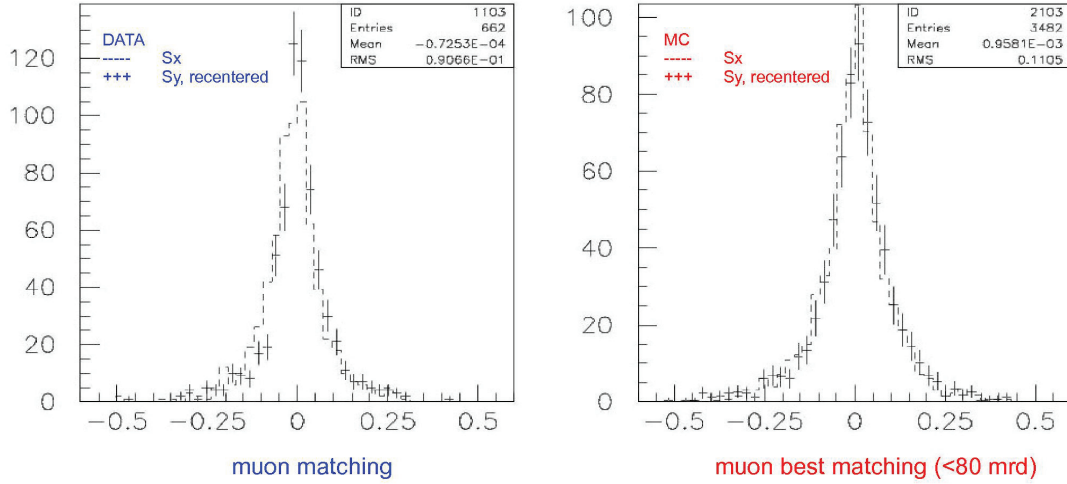 ID 1103
Entries 662
Mean -0.7253E-04
RMS 0.9066E-01
DATA
----- Sx
+++ Sy, recentered
120
100
80
60
40
20
0
-0.5 -0.25 0 0.25 0.5
muon matching
ID 2103
Entries 3482
Mean 0.9581E-03
RMS 0.1105
MC
----- Sx
+++ Sy, recentered
100
80
60
40
20
0
-0.5 -0.25 0 0.25 0.5
muon best matching (<80 mrd)